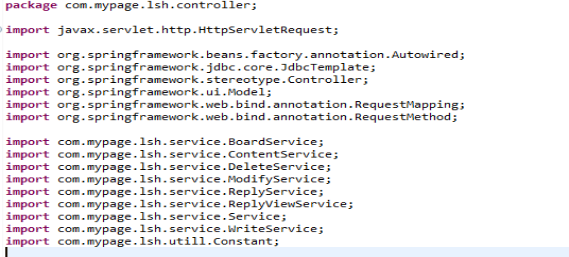 package com.mypage.lsh.controller;
import javax.servlet.http.HttpServletRequest;
import org.springframework.beans.factory.annotation.Autowired;
import org.springframework.jdbc.core.JdbcTemplate;
import org.springframework.stereotype.Controller;
import org.springframework.ui.Model;
import org.springframework.web.bind.annotation.RequestMapping;
import org.springframework.web.bind.annotation.RequestMethod;
import com.mypage.lsh.service.BoardService;
import com.mypage.lsh.service.ContentService;
import com.mypage.lsh.service.DeleteService;
import com.mypage.lsh.service.ModifyService;
import com.mypage.lsh.service.ReplyService;
import com.mypage.lsh.service.ReplyViewService;
import com.mypage.lsh.service.Service;
import com.mypage.lsh.service.WriteService;
import com.mypage.lsh.utill.Constant;